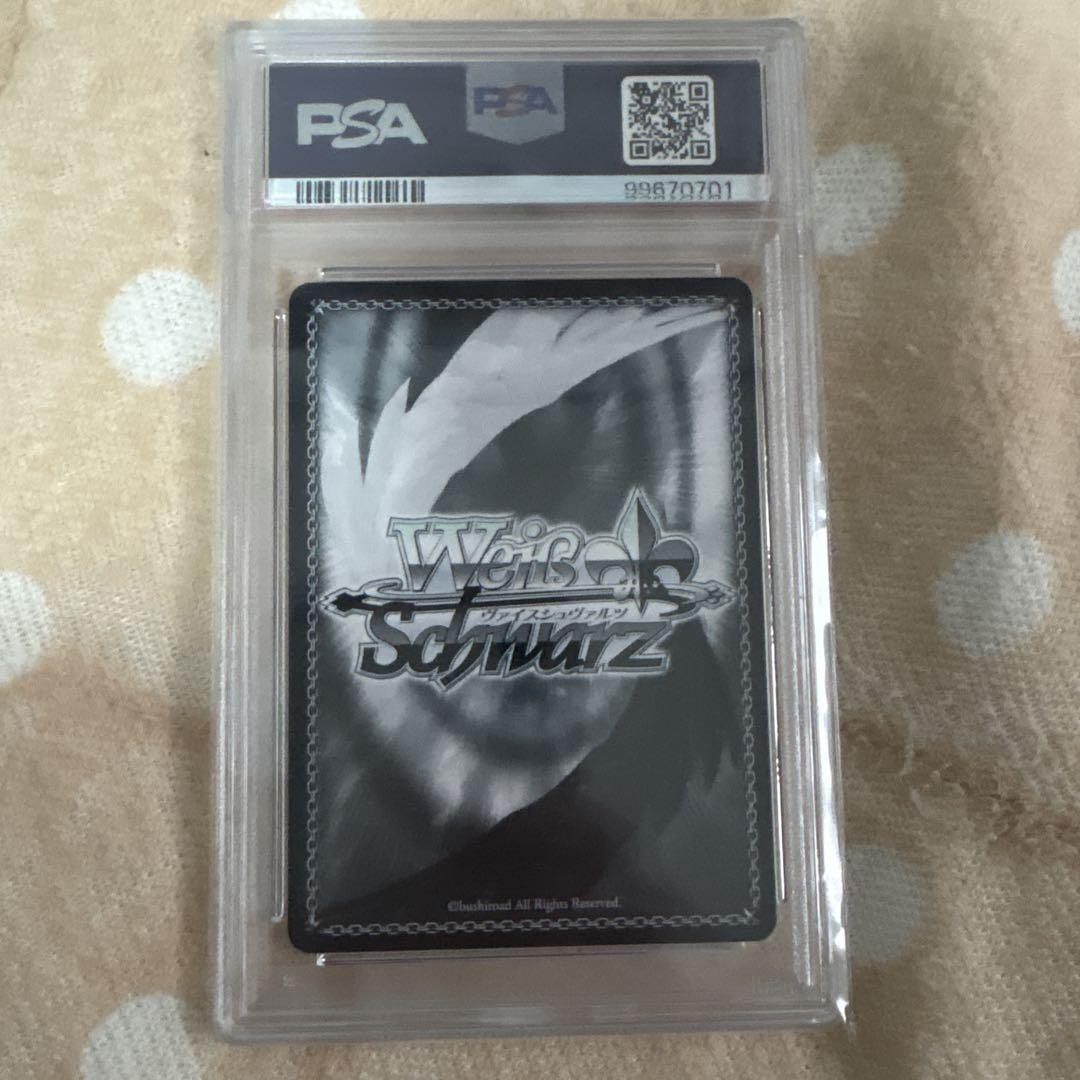 PSA
PSA
99670701
Weiß
ヴァイスシュヴァルツ
Schwarz
©bushiroad All Rights Reserved.